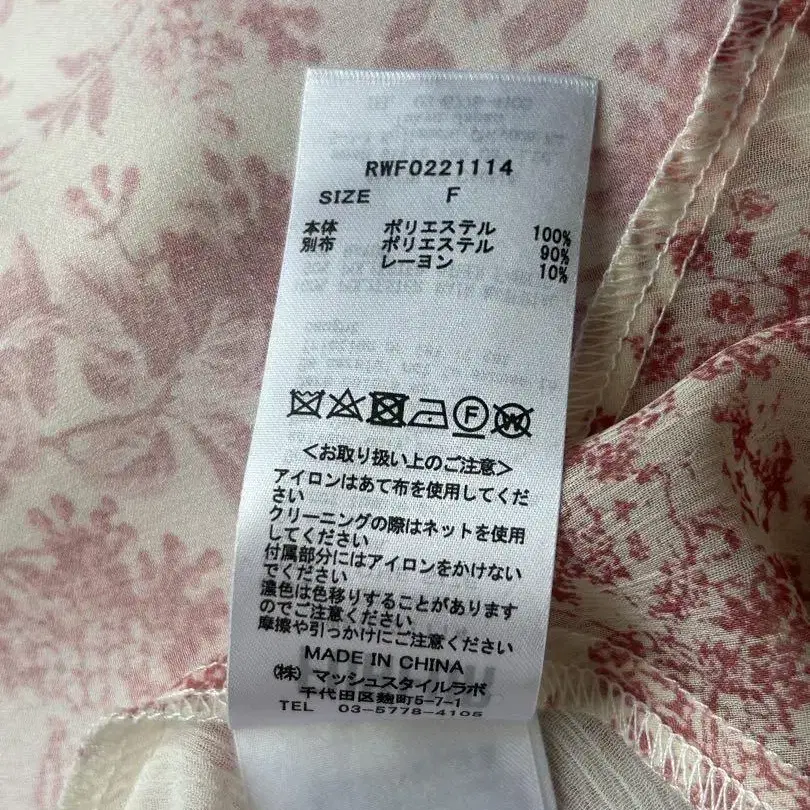 RWF0221114
SIZE F
本体 ポリエステル 100%
別布 ポリエステル 90%
レーヨン 10%
F
W
<お取り扱い上のご注意>
アイロンはあて布を使用してくだ
さい
クリーニングの際はネットを使用
してください
付属部分にはアイロンをかけない
でください
濃色は色移りすることがあります
のでご注意ください
摩擦や引っかけにご注意ください
MADE IN CHINA
(株) マッシュスタイルラボ
千代田区麹町5-7-1
TEL 03-5778-4105